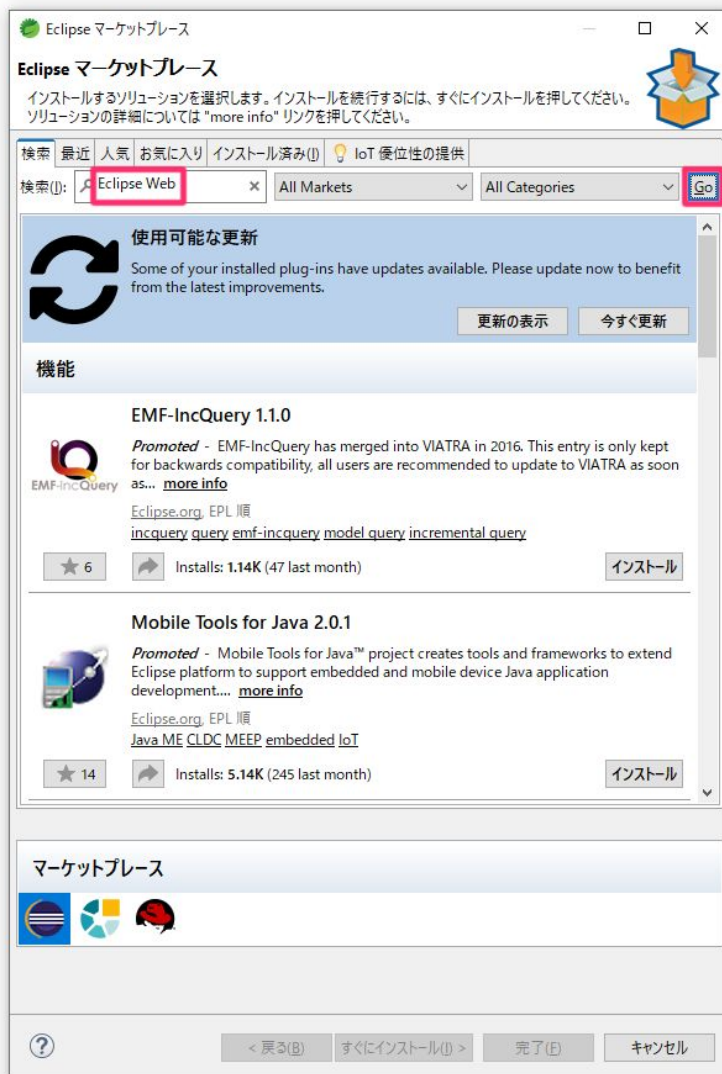 Eclipse マーケットプレース
Eclipse マーケットプレース
インストールするソリューションを選択します。インストールを続行するには、すぐにインストールを押してください。
ソリューションの詳細については "more info" リンクを押してください。
検索 最近 人気 お気に入り インストール済み(I) IoT 優位性の提供
検索(I): Eclipse Web × All Markets All Categories Go
使用可能な更新
Some of your installed plug-ins have updates available. Please update now to benefit
from the latest improvements.
更新の表示 今すぐ更新
機能
EMF-IncQuery 1.1.0
Promoted - EMF-IncQuery has merged into VIATRA in 2016. This entry is only kept
for backwards compatibility, all users are recommended to update to VIATRA as soon
as... more info
EMF-IncQuery
Eclipse.org, EPL 順
incquery query emf-incquery model query incremental query
6 Installs: 1.14K (47 last month) インストール
Mobile Tools for Java 2.0.1
Promoted - Mobile Tools for Java™ project creates tools and frameworks to extend
Eclipse platform to support embedded and mobile device Java application
development.... more info
Eclipse.org, EPL 順
Java ME CLDC MEEP embedded IoT
14 Installs: 5.14K (245 last month) インストール
マーケットプレース
? < 戻る(B) すぐにインストール(I) > 完了(F) キャンセル